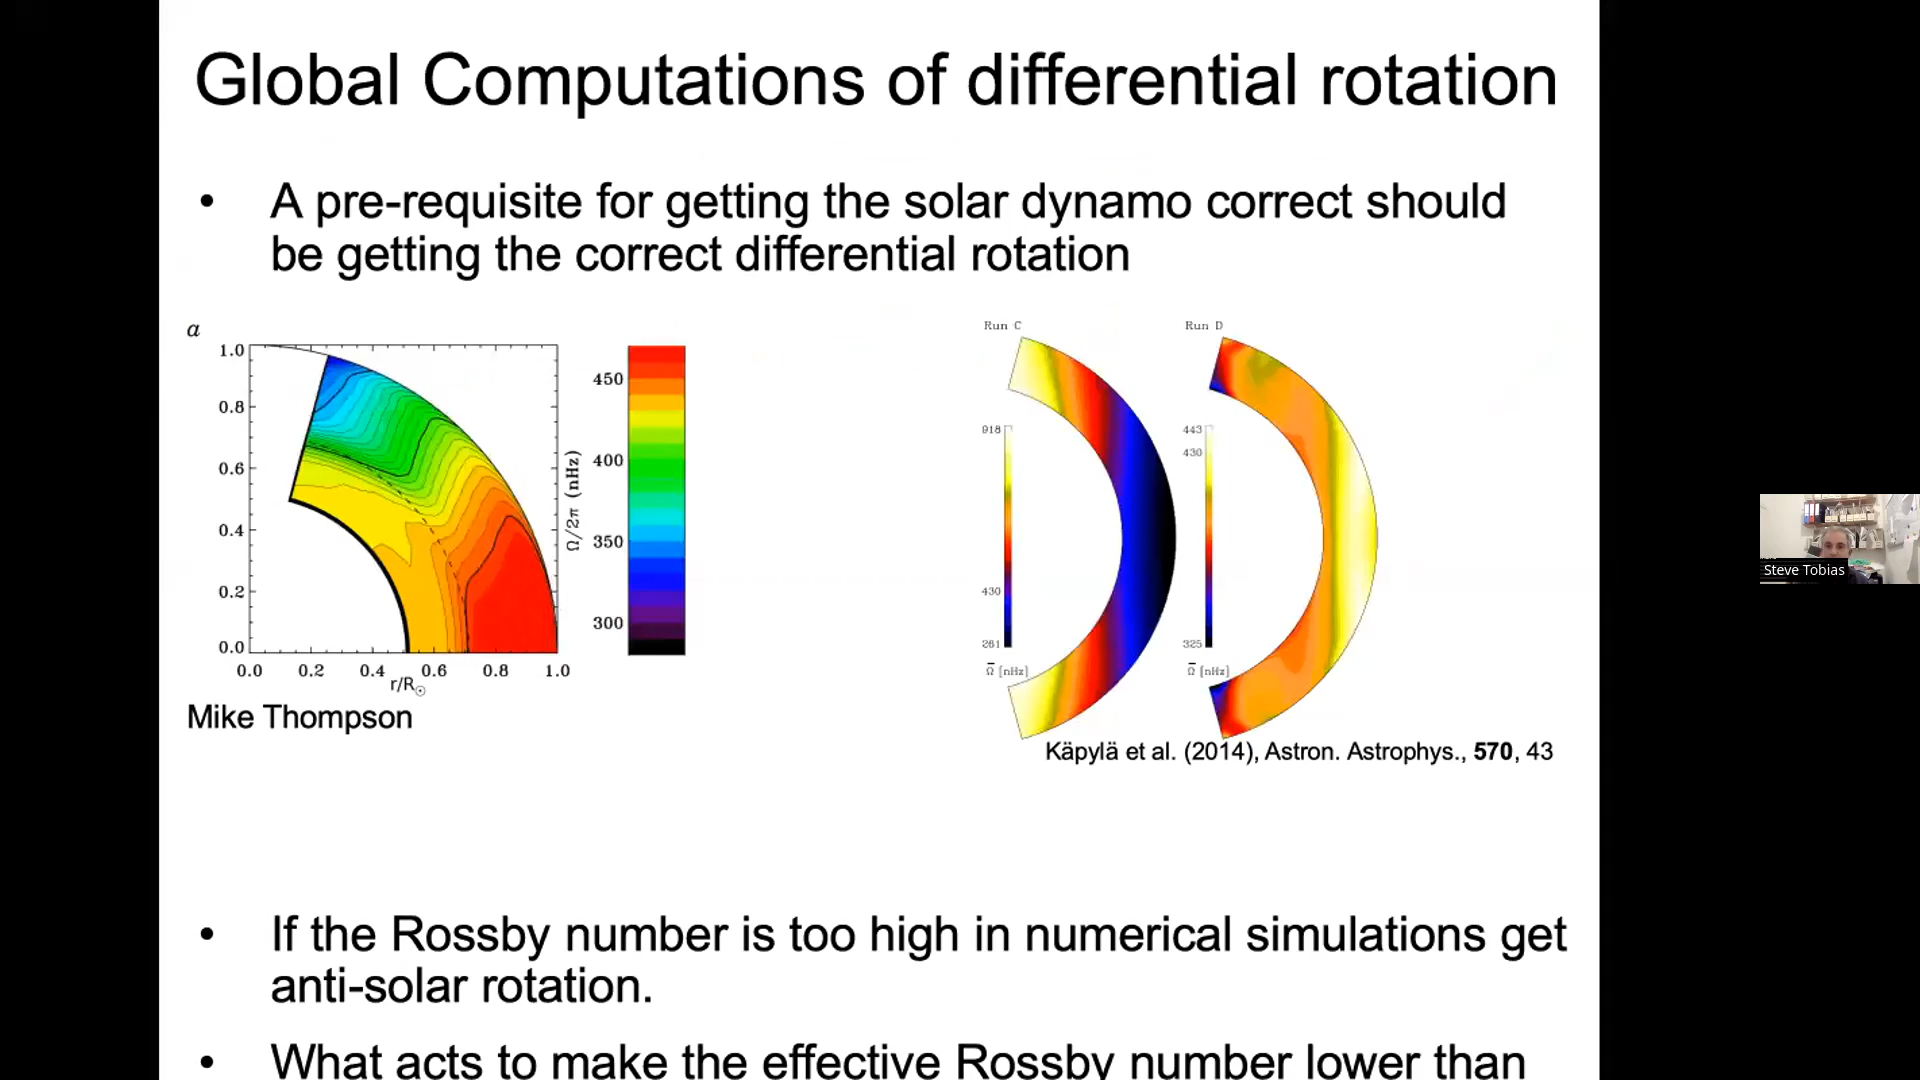 Global Computations of differential rotation
• A pre-requisite for getting the solar dynamo correct should
be getting the correct differential rotation
a
1.0
0.8
0.6
0.4
0.2
0.0
0.0 0.2 0.4 0.6 0.8 1.0
r/R☉
450
400
350
300
Ω/2π (nHz)
Mike Thompson
Run C
918
430
261
Ω̄ [nHz]
Run D
443
430
325
Ω̄ [nHz]
Käpylä et al. (2014), Astron. Astrophys., 570, 43
• If the Rossby number is too high in numerical simulations get
anti-solar rotation.
• What acts to make the effective Rossby number lower than
Steve Tobias